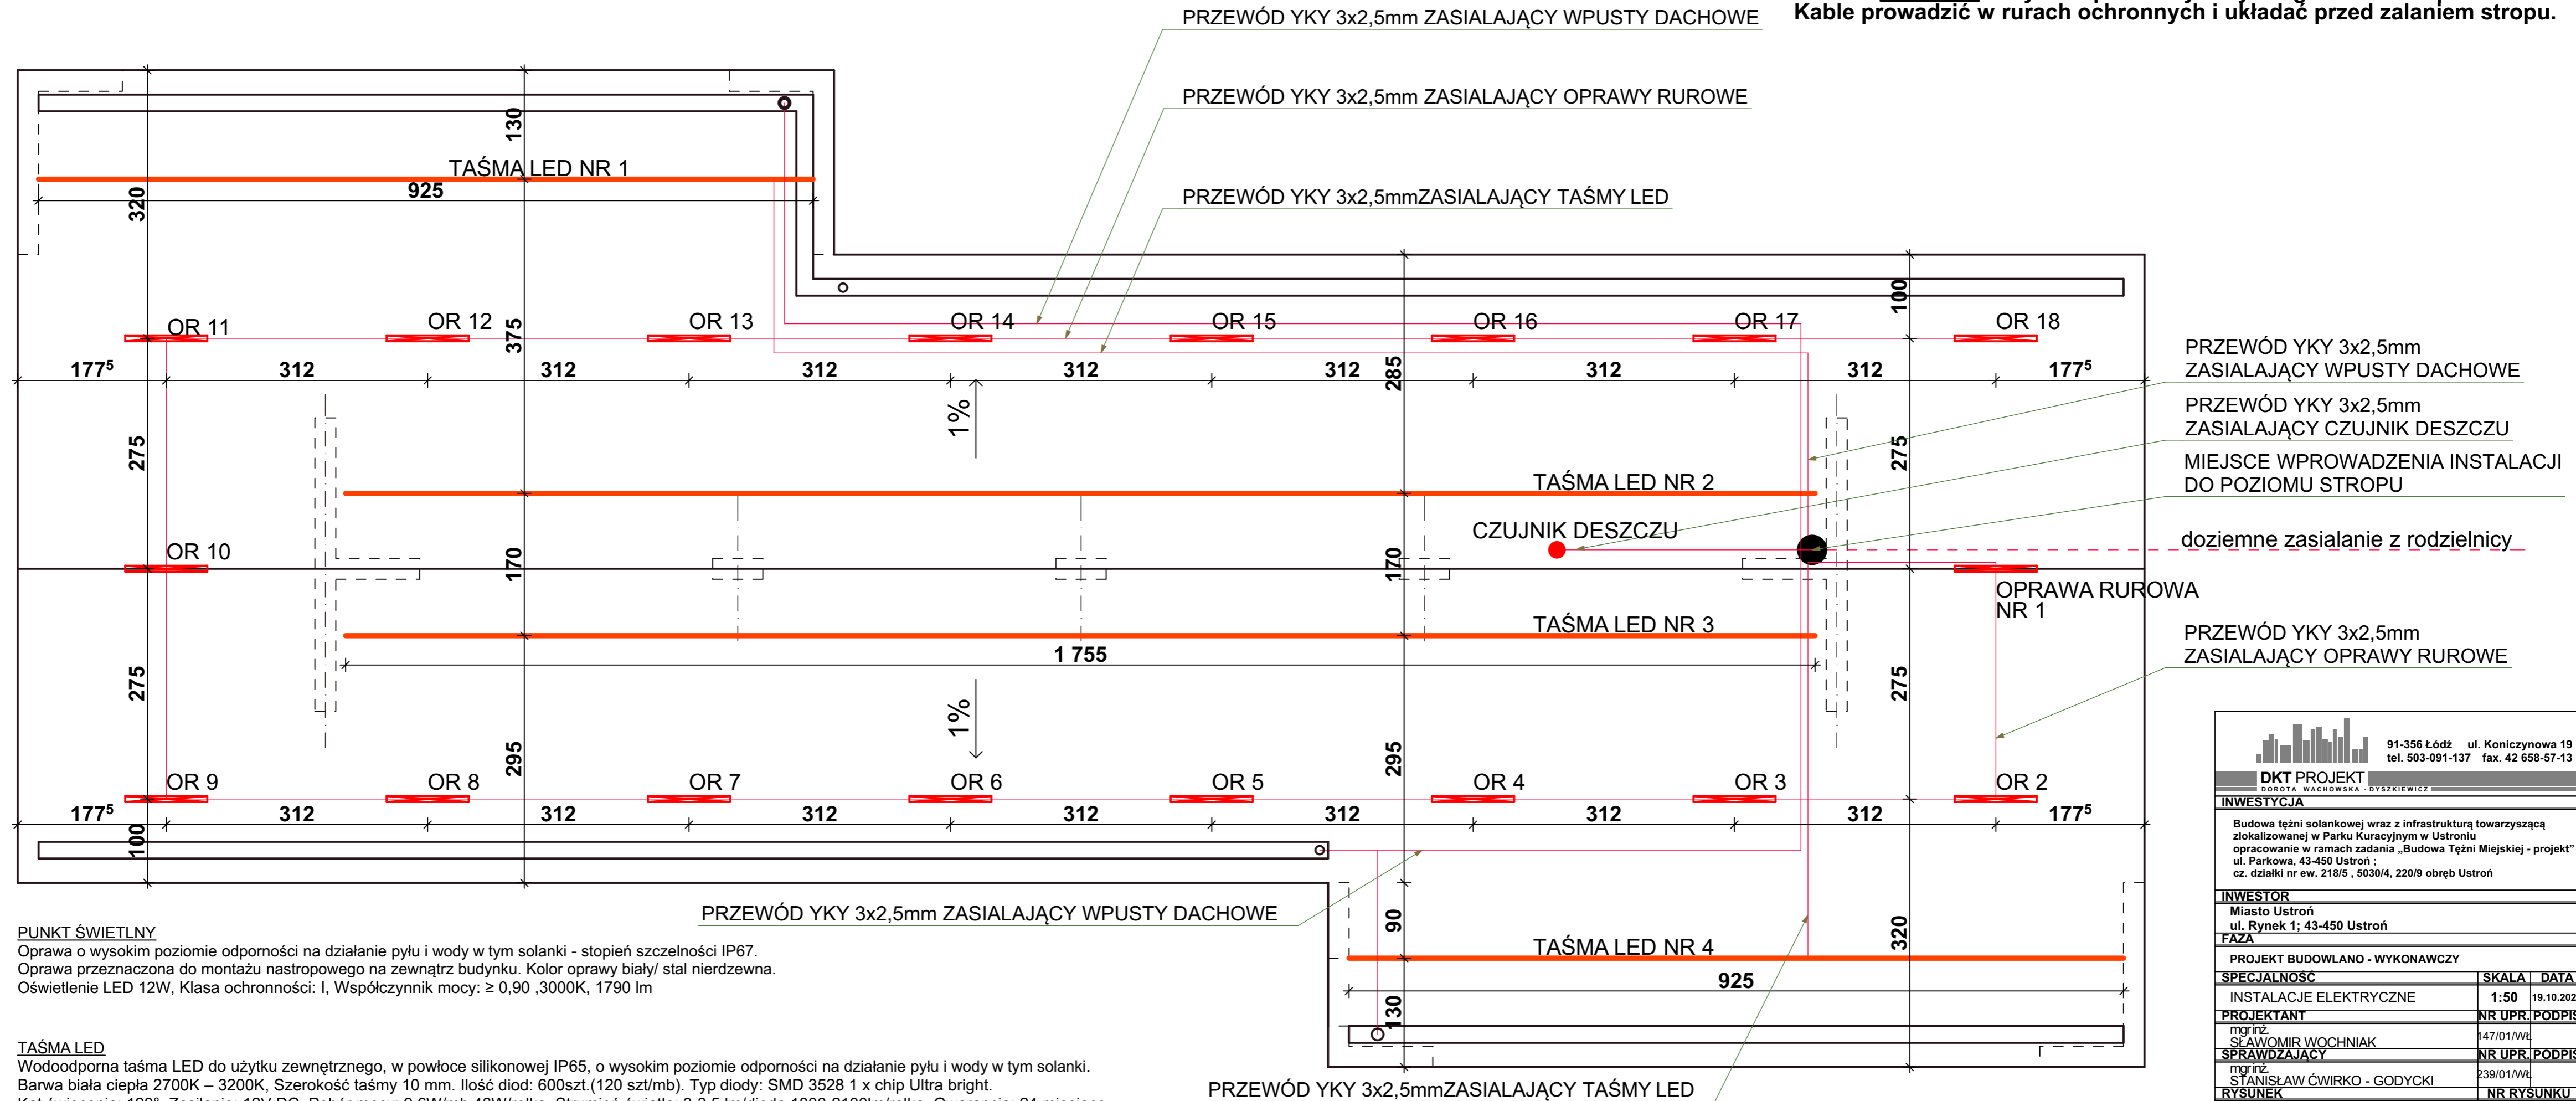 Kable prowadzić w rurach ochronnych i układać przed zalaniem stropu.
PRZEWÓD YKY 3x2,5mm ZASIALAJĄCY WPUSTY DACHOWE
PRZEWÓD YKY 3x2,5mm ZASIALAJĄCY OPRAWY RUROWE
PRZEWÓD YKY 3x2,5mmZASIALAJĄCY TAŚMY LED
130
TAŚMA LED NR 1
925
320
100
OR 11
OR 12
OR 13
OR 14
OR 15
OR 16
OR 17
OR 18
375
285
177⁵
312
312
312
312
312
312
312
177⁵
PRZEWÓD YKY 3x2,5mm
ZASIALAJĄCY WPUSTY DACHOWE
PRZEWÓD YKY 3x2,5mm
ZASIALAJĄCY CZUJNIK DESZCZU
MIEJSCE WPROWADZENIA INSTALACJI
DO POZIOMU STROPU
doziemne zasialanie z rodzielnicy
1%
275
275
TAŚMA LED NR 2
CZUJNIK DESZCZU
OR 10
170
170
OPRAWA RUROWA
NR 1
TAŚMA LED NR 3
1 755
PRZEWÓD YKY 3x2,5mm
ZASIALAJĄCY OPRAWY RUROWE
275
275
1%
295
295
OR 9
OR 8
OR 7
OR 6
OR 5
OR 4
OR 3
OR 2
177⁵
312
312
312
312
312
312
312
177⁵
100
PRZEWÓD YKY 3x2,5mm ZASIALAJĄCY WPUSTY DACHOWE
90
320
TAŚMA LED NR 4
925
130
PRZEWÓD YKY 3x2,5mmZASIALAJĄCY TAŚMY LED
PUNKT ŚWIETLNY
Oprawa o wysokim poziomie odporności na działanie pyłu i wody w tym solanki - stopień szczelności IP67.
Oprawa przeznaczona do montażu nastropowego na zewnątrz budynku. Kolor oprawy biały/ stal nierdzewna.
Oświetlenie LED 12W, Klasa ochronności: I, Współczynnik mocy: ≥ 0,90 ,3000K, 1790 lm
TAŚMA LED
Wodoodporna taśma LED do użytku zewnętrznego, w powłoce silikonowej IP65, o wysokim poziomie odporności na działanie pyłu i wody w tym solanki.
Barwa biała ciepła 2700K – 3200K, Szerokość taśmy 10 mm. Ilość diod: 600szt.(120 szt/mb). Typ diody: SMD 3528 1 x chip Ultra bright.
91-356 Łódź ul. Koniczynowa 19
tel. 503-091-137 fax. 42 658-57-13
DKT PROJEKT
DOROTA WACHOWSKA - DYSZKIEWICZ
INWESTYCJA
Budowa tężni solankowej wraz z infrastrukturą towarzyszącą
zlokalizowanej w Parku Kuracyjnym w Ustroniu
opracowanie w ramach zadania „Budowa Tężni Miejskiej - projekt”
ul. Parkowa, 43-450 Ustroń ;
cz. działki nr ew. 218/5 , 5030/4, 220/9 obręb Ustroń
INWESTOR
Miasto Ustroń
ul. Rynek 1; 43-450 Ustroń
FAZA
PROJEKT BUDOWLANO - WYKONAWCZY
SPECJALNOŚĆ SKALA DATA
INSTALACJE ELEKTRYCZNE 1:50 19.10.202
PROJEKTANT NR UPR. PODPIS
mgr inż.
SŁAWOMIR WOCHNIAK 147/01/WŁ
SPRAWDZAJĄCY NR UPR. PODPIS
mgr inż.
STANISŁAW ĆWIRKO - GODYCKI 239/01/WŁ
RYSUNEK NR RYSUNKU